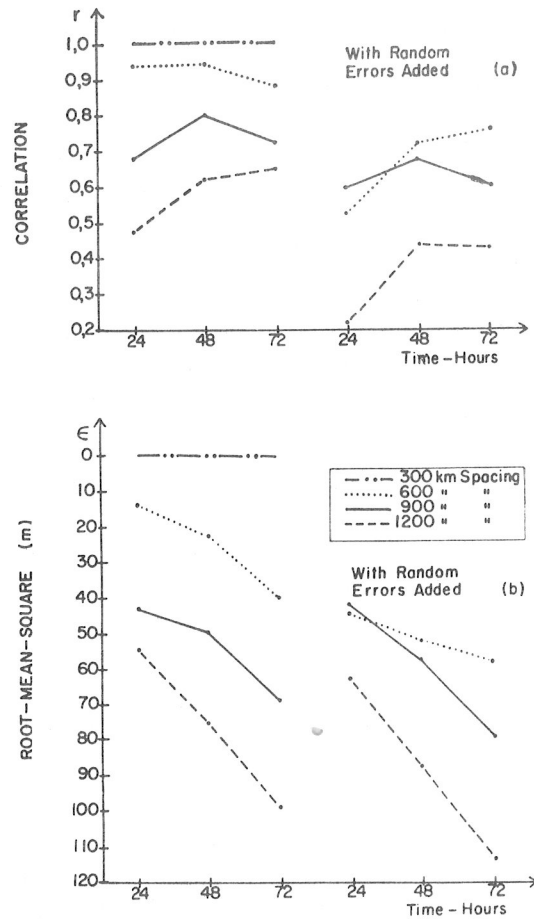 r
1,0
0,9
0,8
0,7
0,6
0,5
0,4
0,3
0,2
CORRELATION
With Random
Errors Added (a)
24 48 72 24 48 72
Time-Hours
ϵ
0
10
20
30
40
50
60
70
80
90
100
110
120
ROOT-MEAN-SQUARE (m)
300 km Spacing
600 " "
900 " "
1200 " "
With Random
Errors Added (b)
24 48 72 24 48 72
Time-Hours